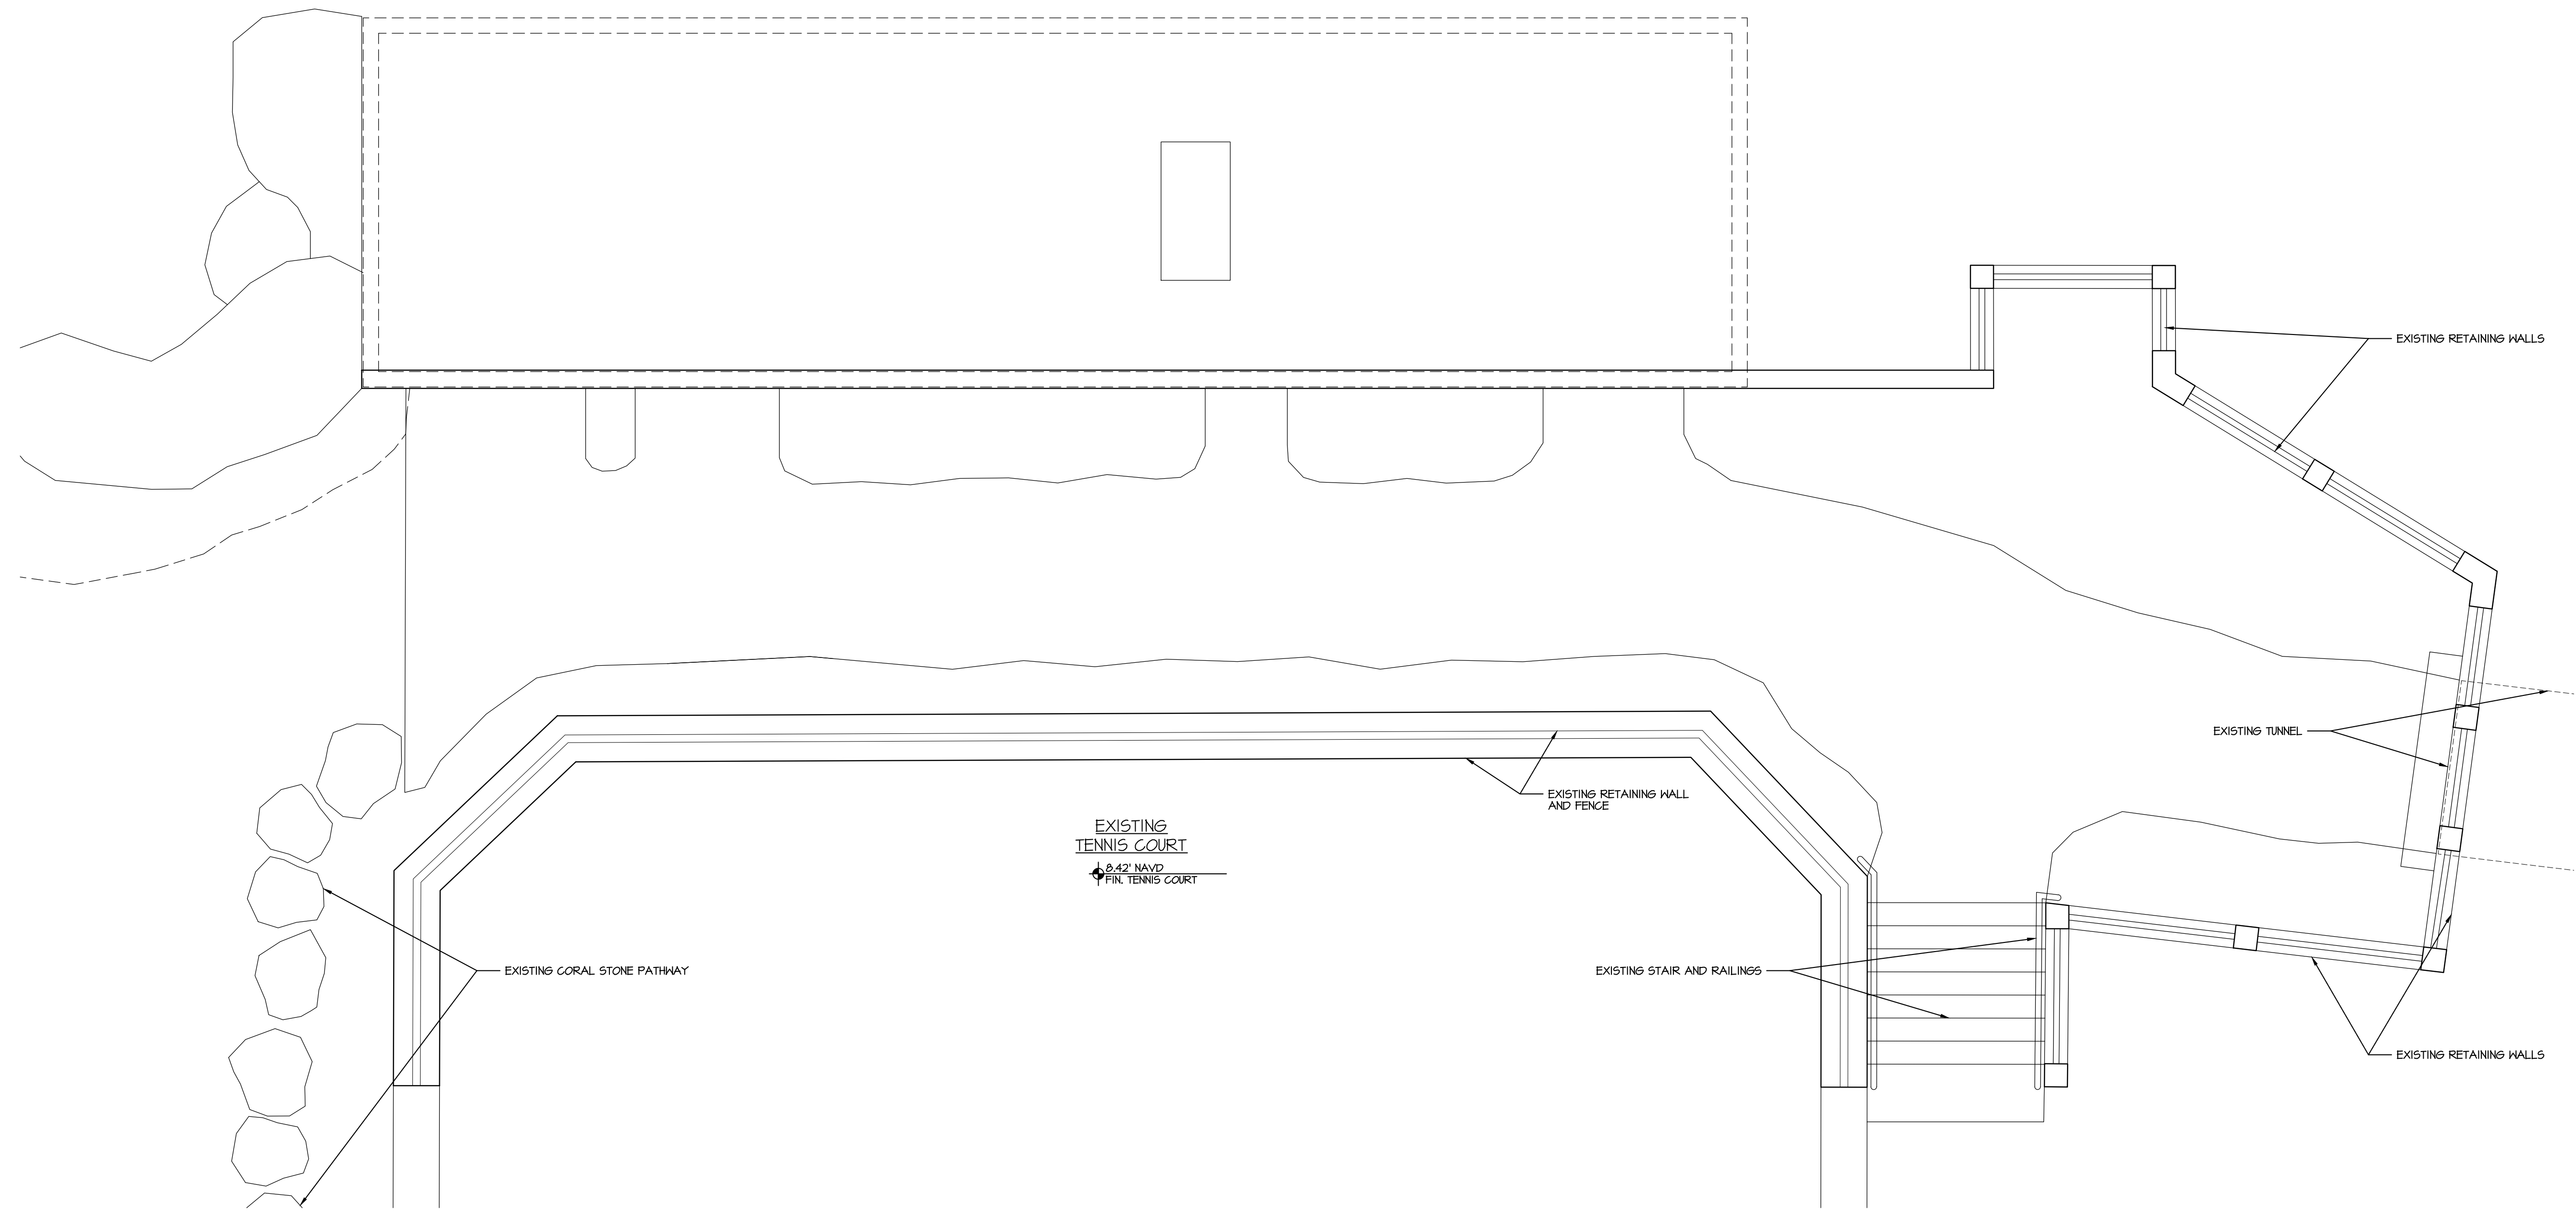 EXISTING RETAINING WALLS
EXISTING TUNNEL
EXISTING RETAINING WALL
AND FENCE
EXISTING
TENNIS COURT
8.42' NAVD
FIN. TENNIS COURT
EXISTING CORAL STONE PATHWAY
EXISTING STAIR AND RAILINGS
EXISTING RETAINING WALLS